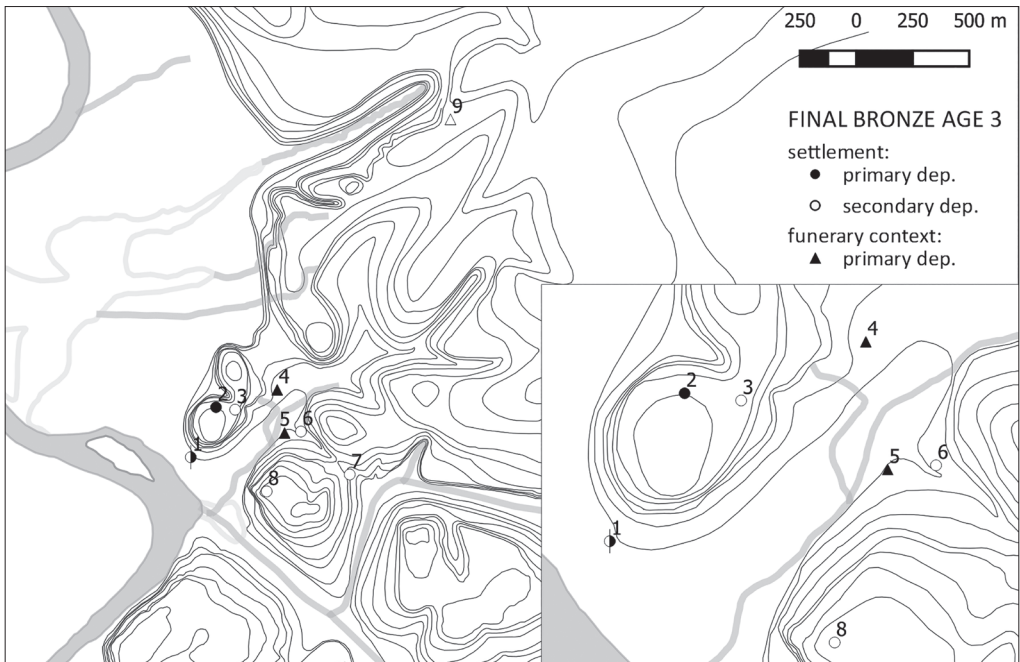 250 0 250 500 m
FINAL BRONZE AGE 3
settlement:
primary dep.
secondary dep.
funerary context:
primary dep.
9
2
3
4
1
5
6
7
8
4
2
3
5
6
1
8